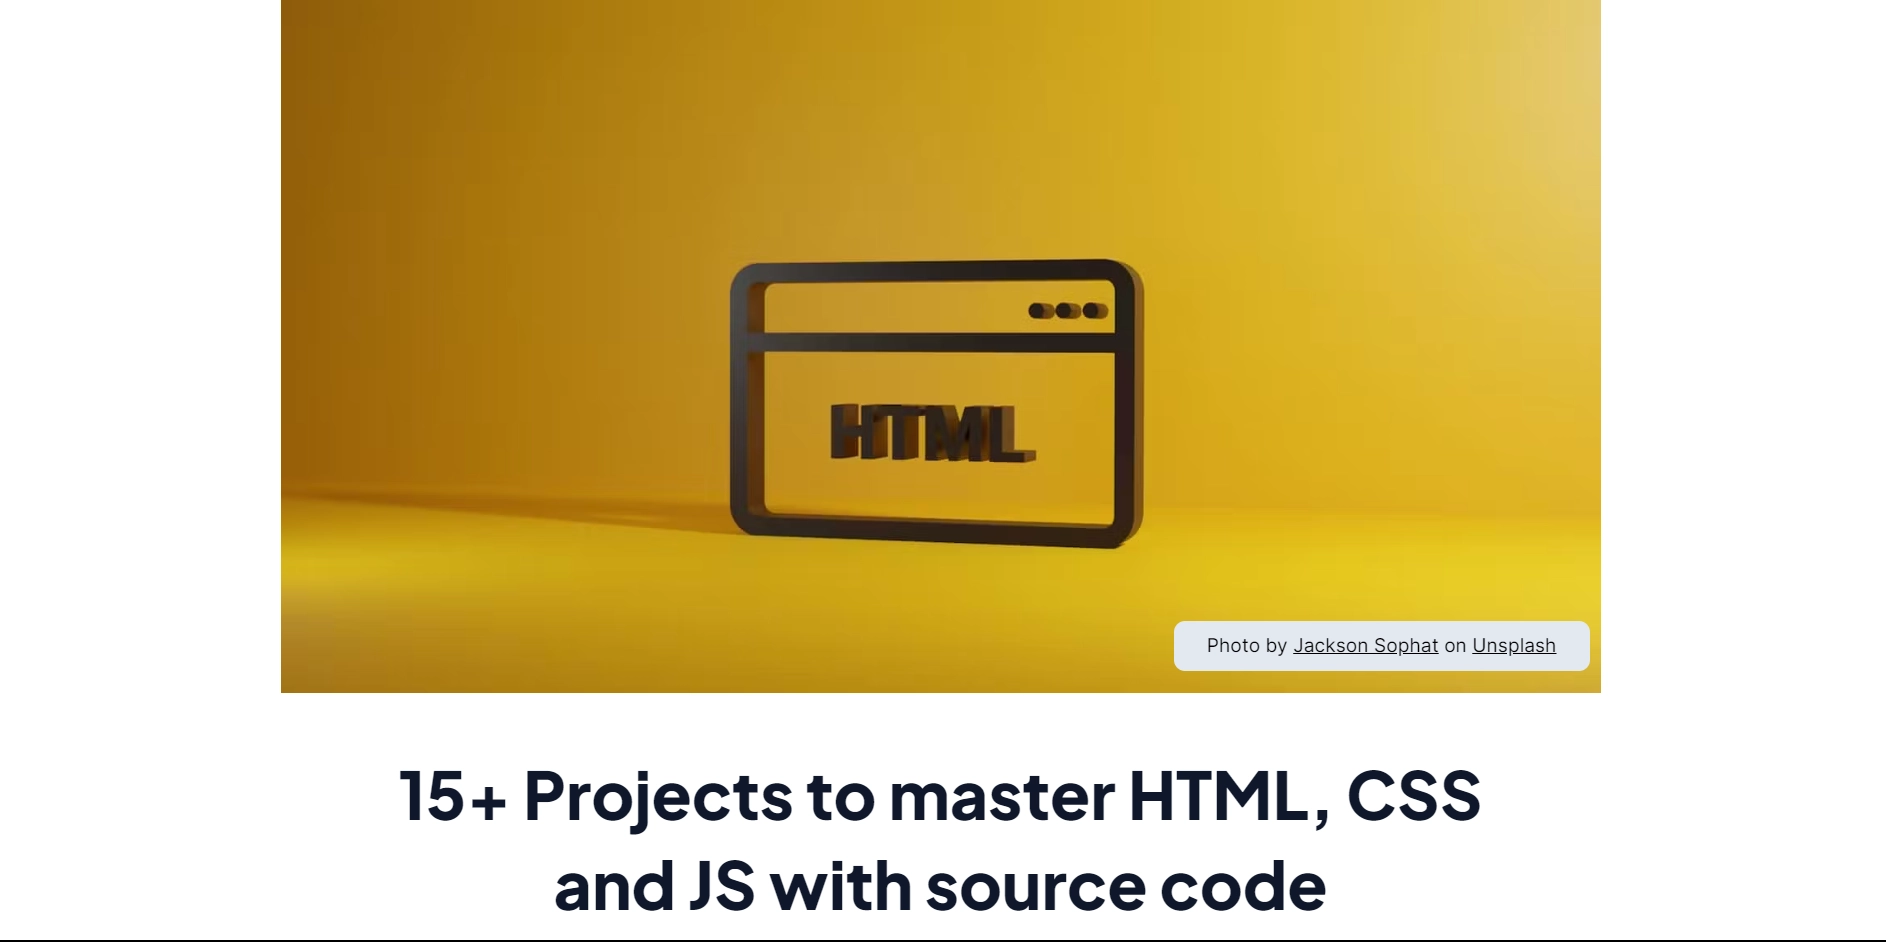 HTML
Photo by Jackson Sophat on Unsplash
15+ Projects to master HTML, CSS
and JS with source code